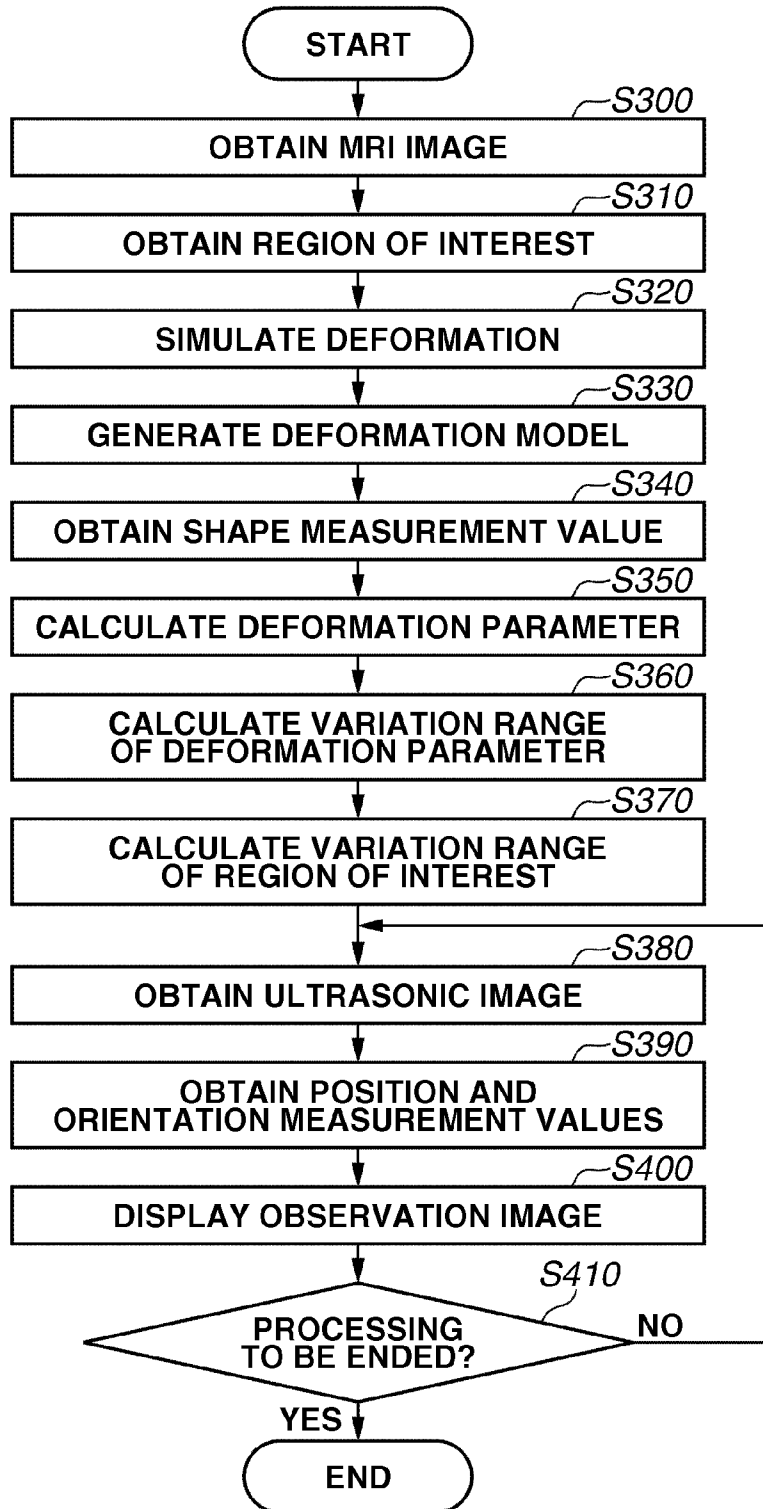 START
S300
OBTAIN MRI IMAGE
S310
OBTAIN REGION OF INTEREST
S320
SIMULATE DEFORMATION
S330
GENERATE DEFORMATION MODEL
S340
OBTAIN SHAPE MEASUREMENT VALUE
S350
CALCULATE DEFORMATION PARAMETER
S360
CALCULATE VARIATION RANGE
OF DEFORMATION PARAMETER
S370
CALCULATE VARIATION RANGE
OF REGION OF INTEREST
S380
OBTAIN ULTRASONIC IMAGE
S390
OBTAIN POSITION AND
ORIENTATION MEASUREMENT VALUES
S400
DISPLAY OBSERVATION IMAGE
S410
PROCESSING
TO BE ENDED?
NO
YES
END